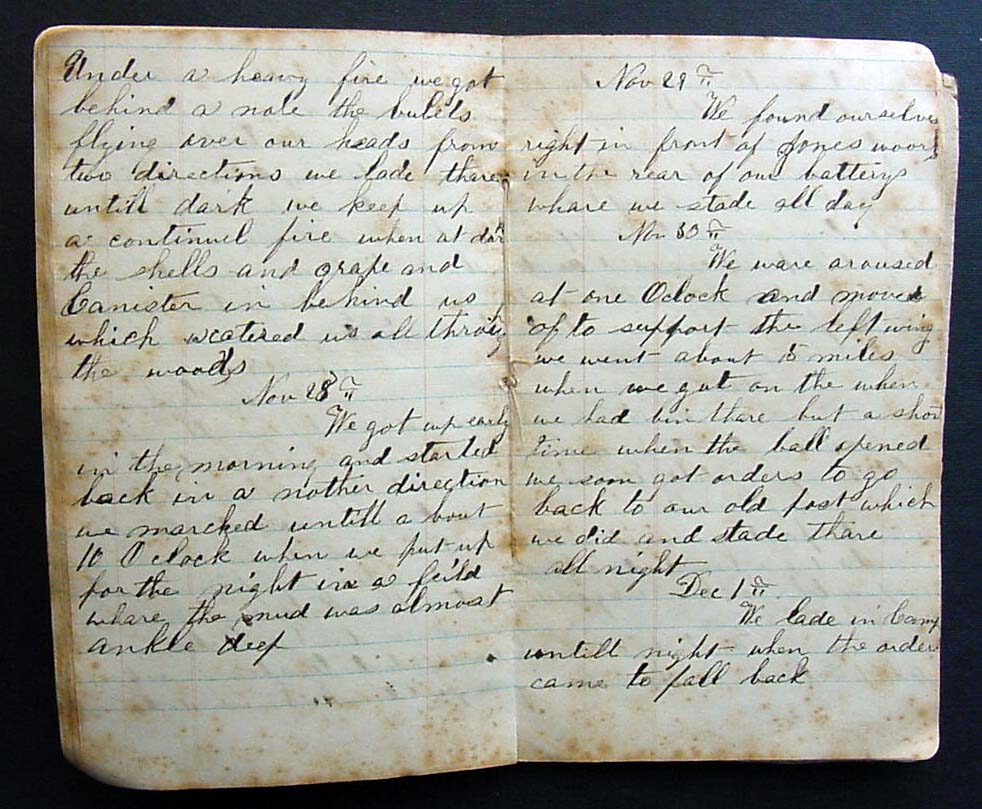 Under a heavy fire we got
behind a nole the bulets
flying over our heads from
two directions we lade there
untill dark we keep up
a continuel fire when at dark
the shells and grape and
Canister in behind us
which scatered us all through
the woods
Nov 28th
We got up early
in the morning and started
back in a nother direction
we marched untill a bout
10 Oclock when we put up
for the night in a feild
whare the mud was almost
ankle deep
Nov 29th
We found ourselves
right in front of Jones woods
in the rear of our batterys
whare we stade all day
Nov 30th
We ware aroused
at one Oclock and moved
of to support the left wing
we went about 5 miles
when we gut on the when
we had bin thare but a short
time when the ball opened
we soon got orders to go
back to our old post which
we did and stade thare
all night
Dec 1th
We lade in Camp
untill night when the order
came to fall back